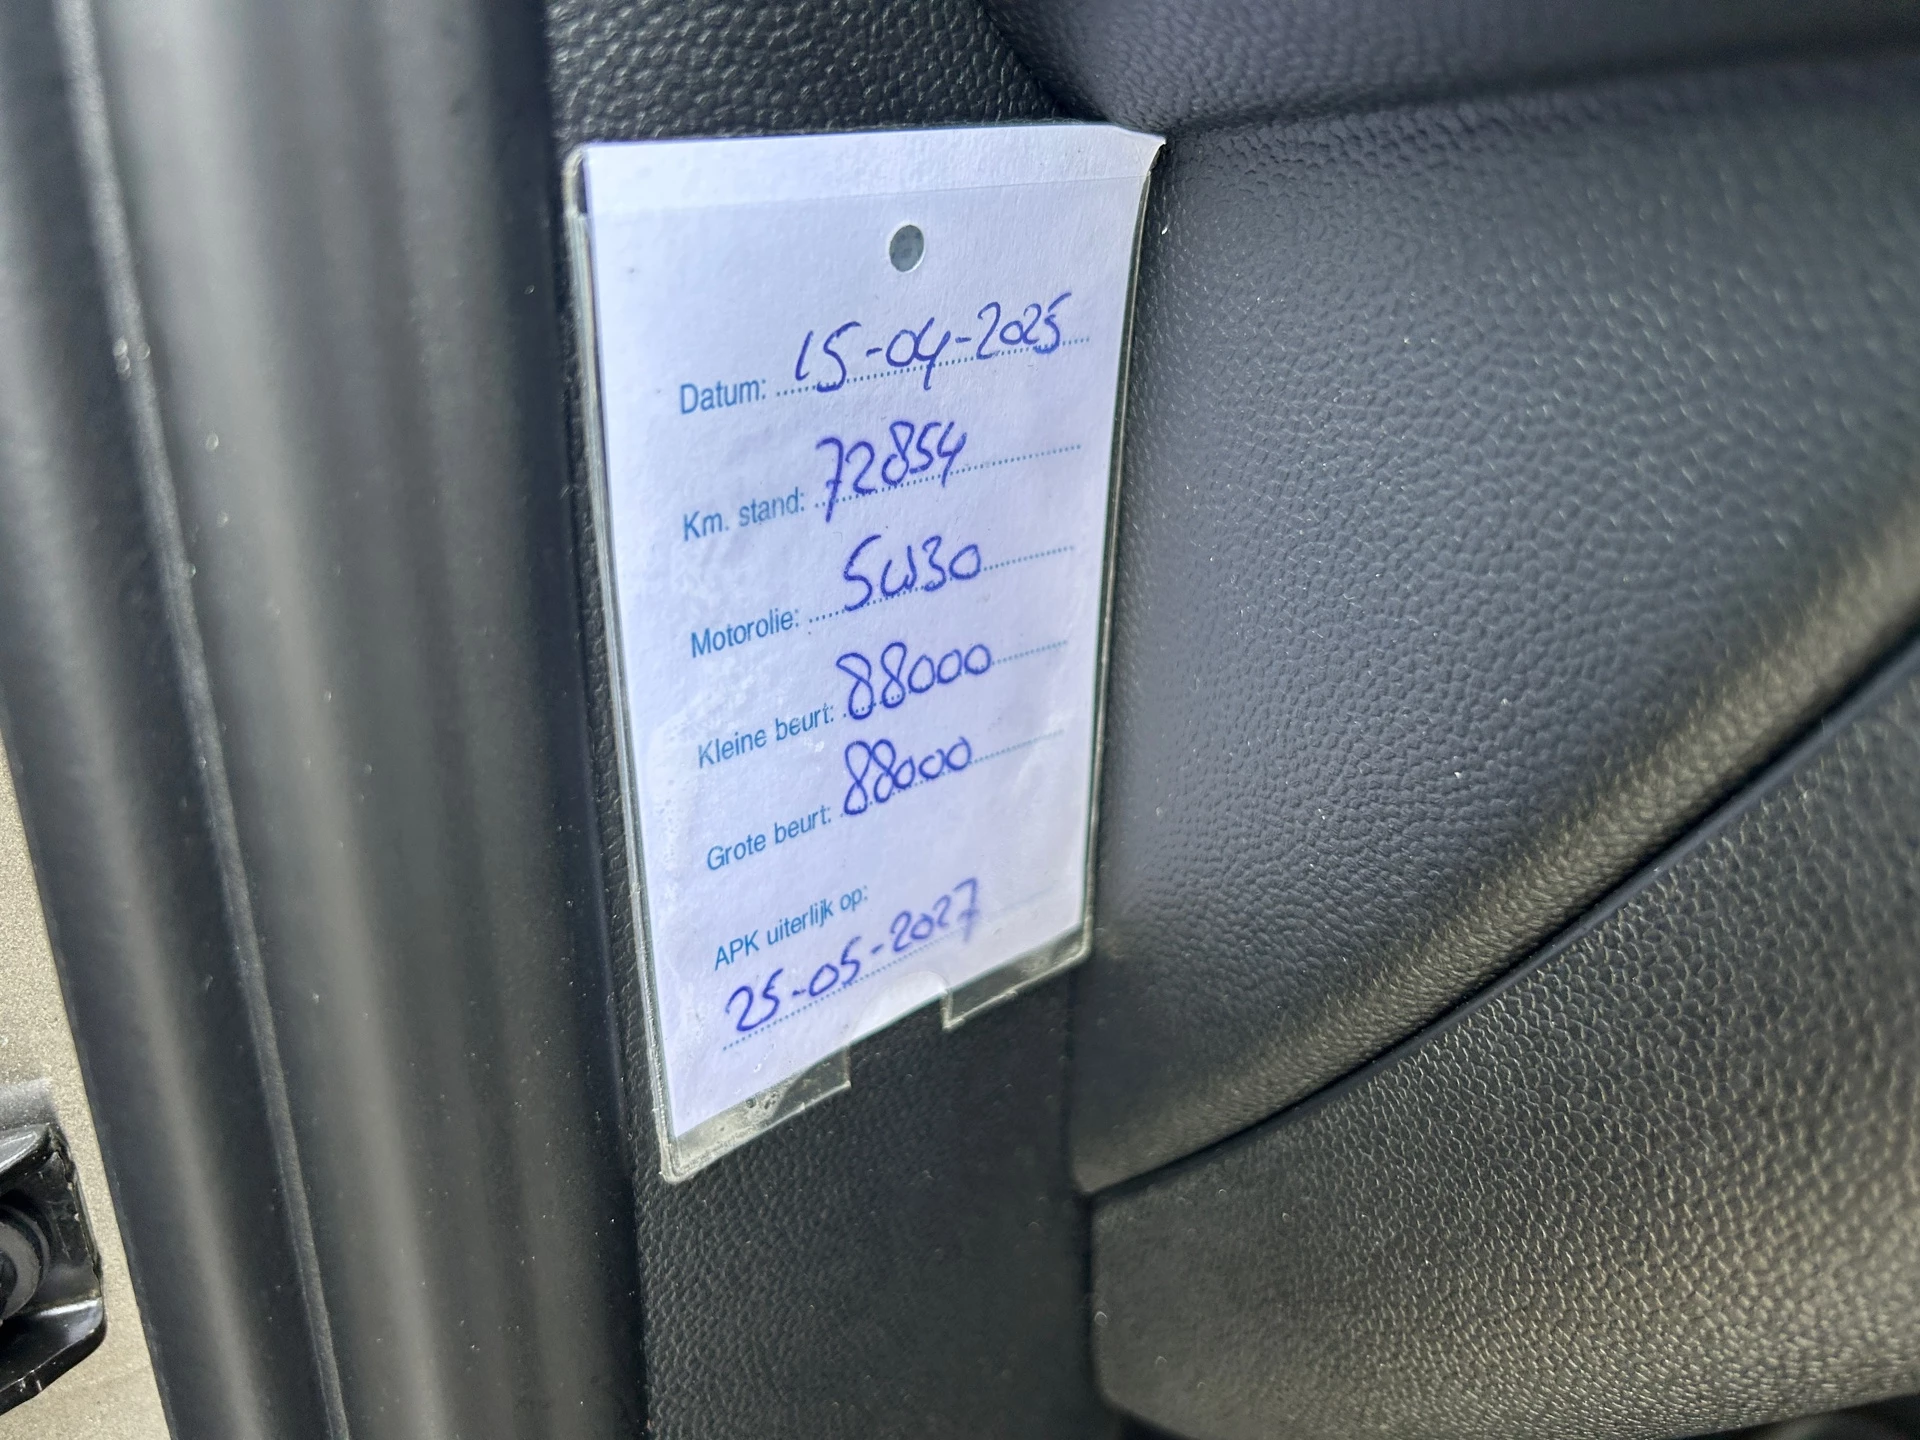 Datum: 15-04-2025
Km. stand: 72854
Motorolie: 5W30
Kleine beurt: 88000
Grote beurt: 88000
APK uiterlijk op:
25-05-2027